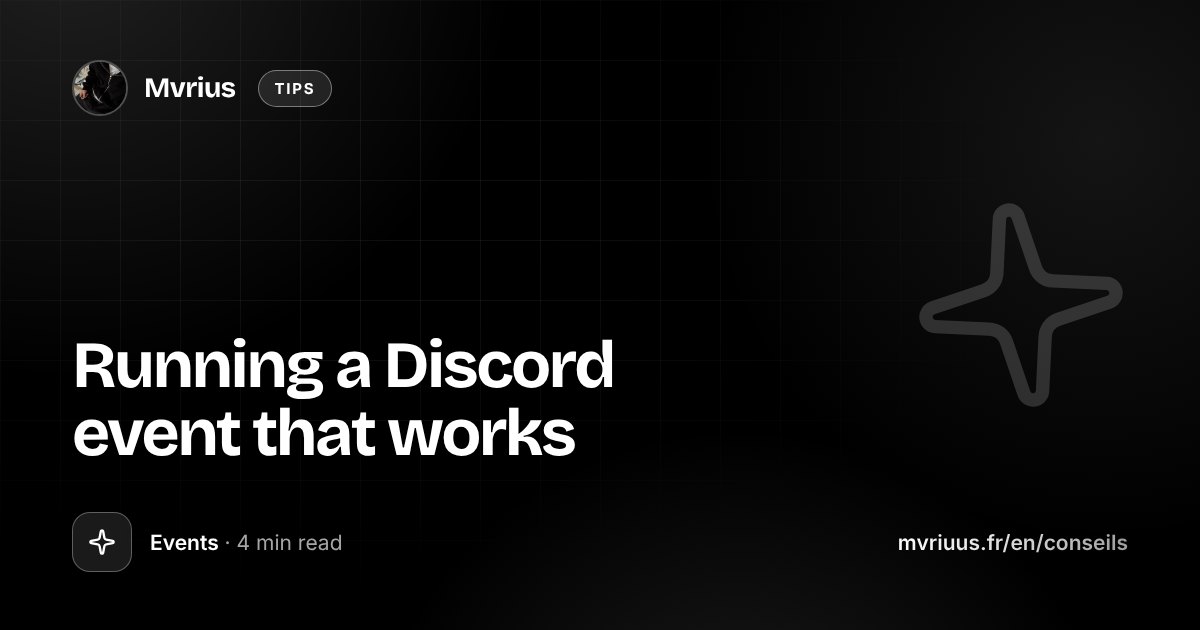 Mvrius
TIPS
Running a Discord
event that works
Events · 4 min read
mvriuus.fr/en/conseils